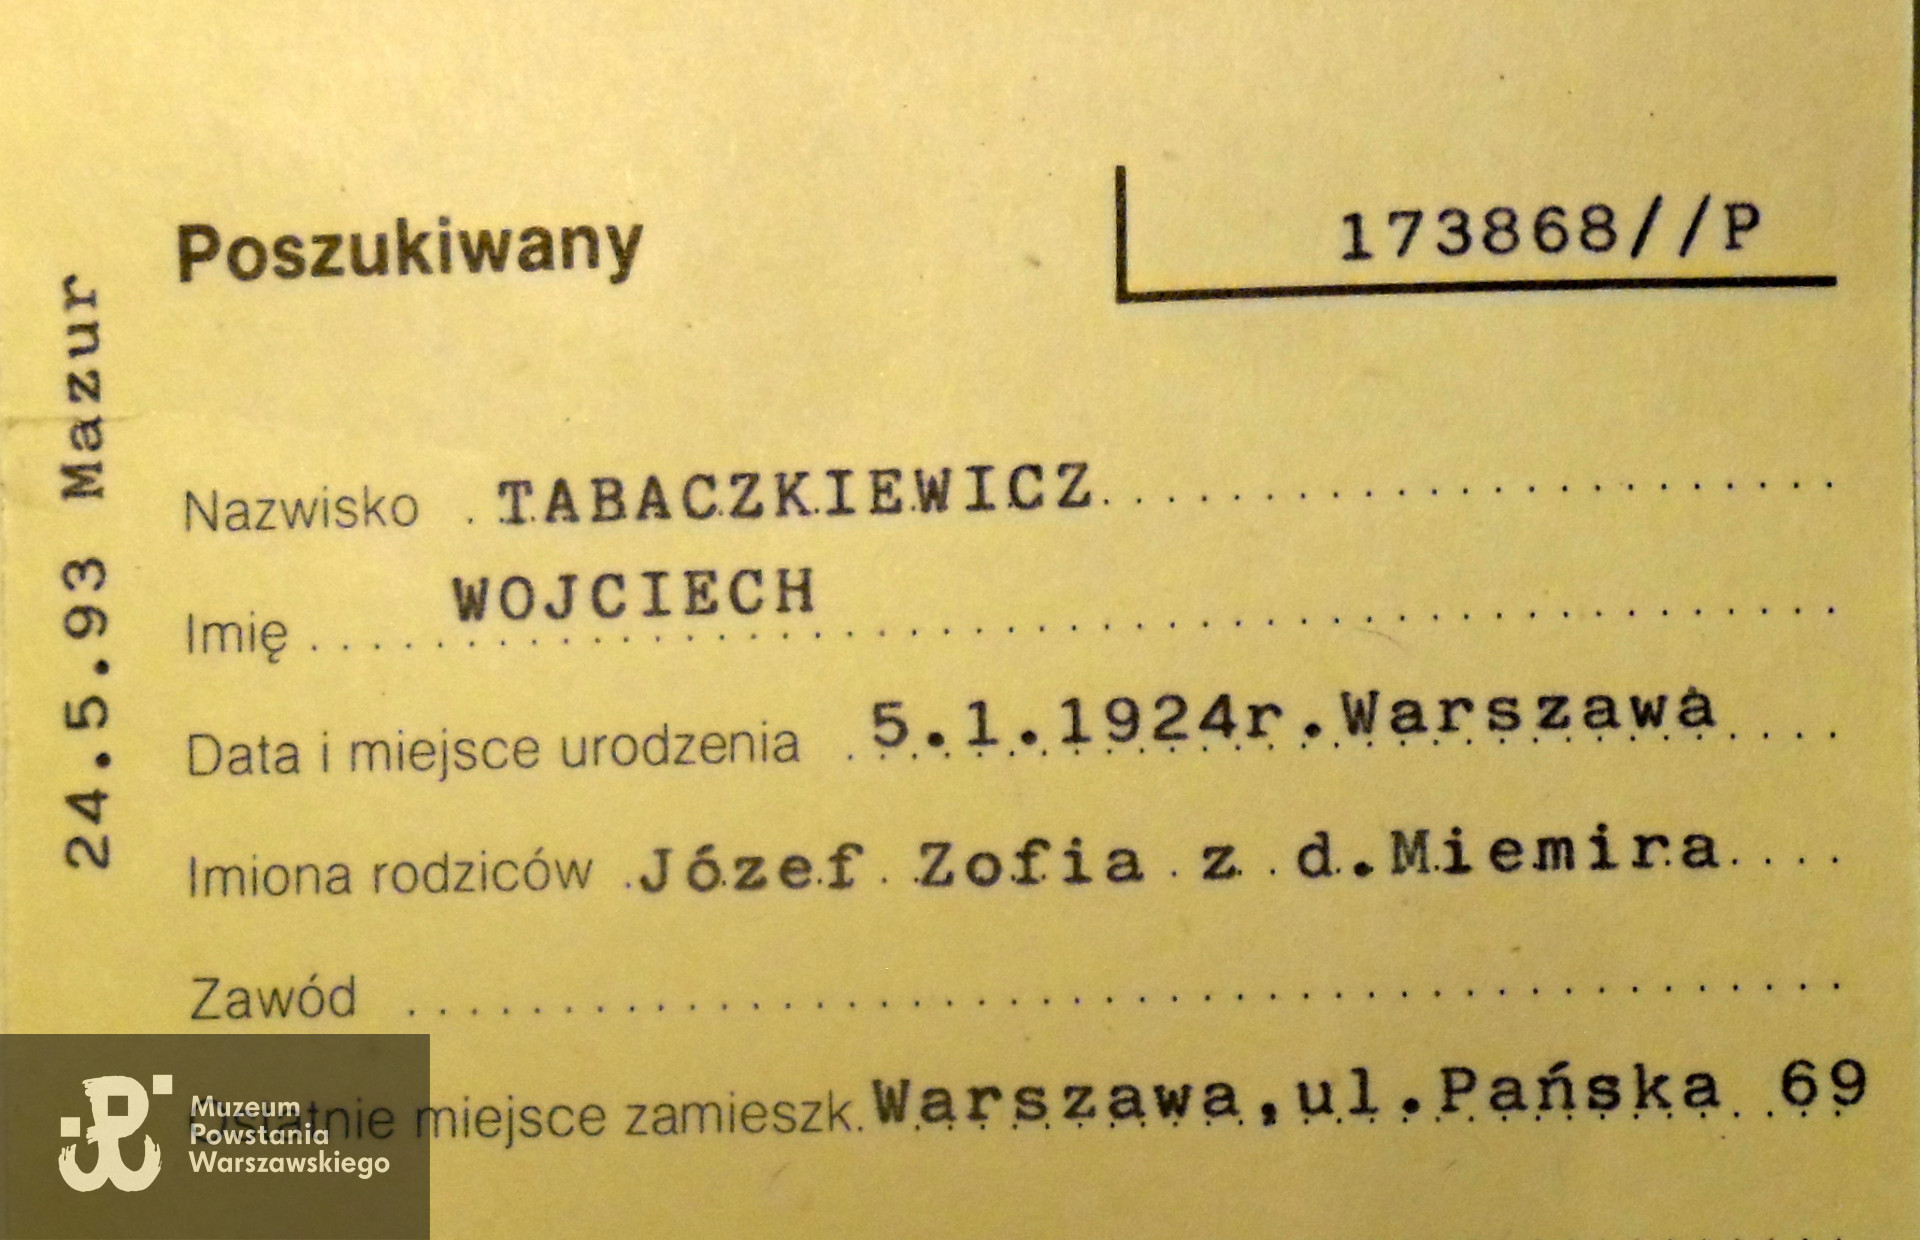 Poszukiwany
173868//P
24.5.93 Mazur
Nazwisko . TABACZKIEWICZ..........................
Imię .... WOJCIECH ..........................
Data i miejsce urodzenia . 5.1.1924r.Warszawa ....
Imiona rodziców . Józef Zofia z d.Miemira ....
Zawód ..........................
Ostatnie miejsce zamieszk. Warszawa,ul.Pańska 69
Muzeum
Powstania
Warszawskiego